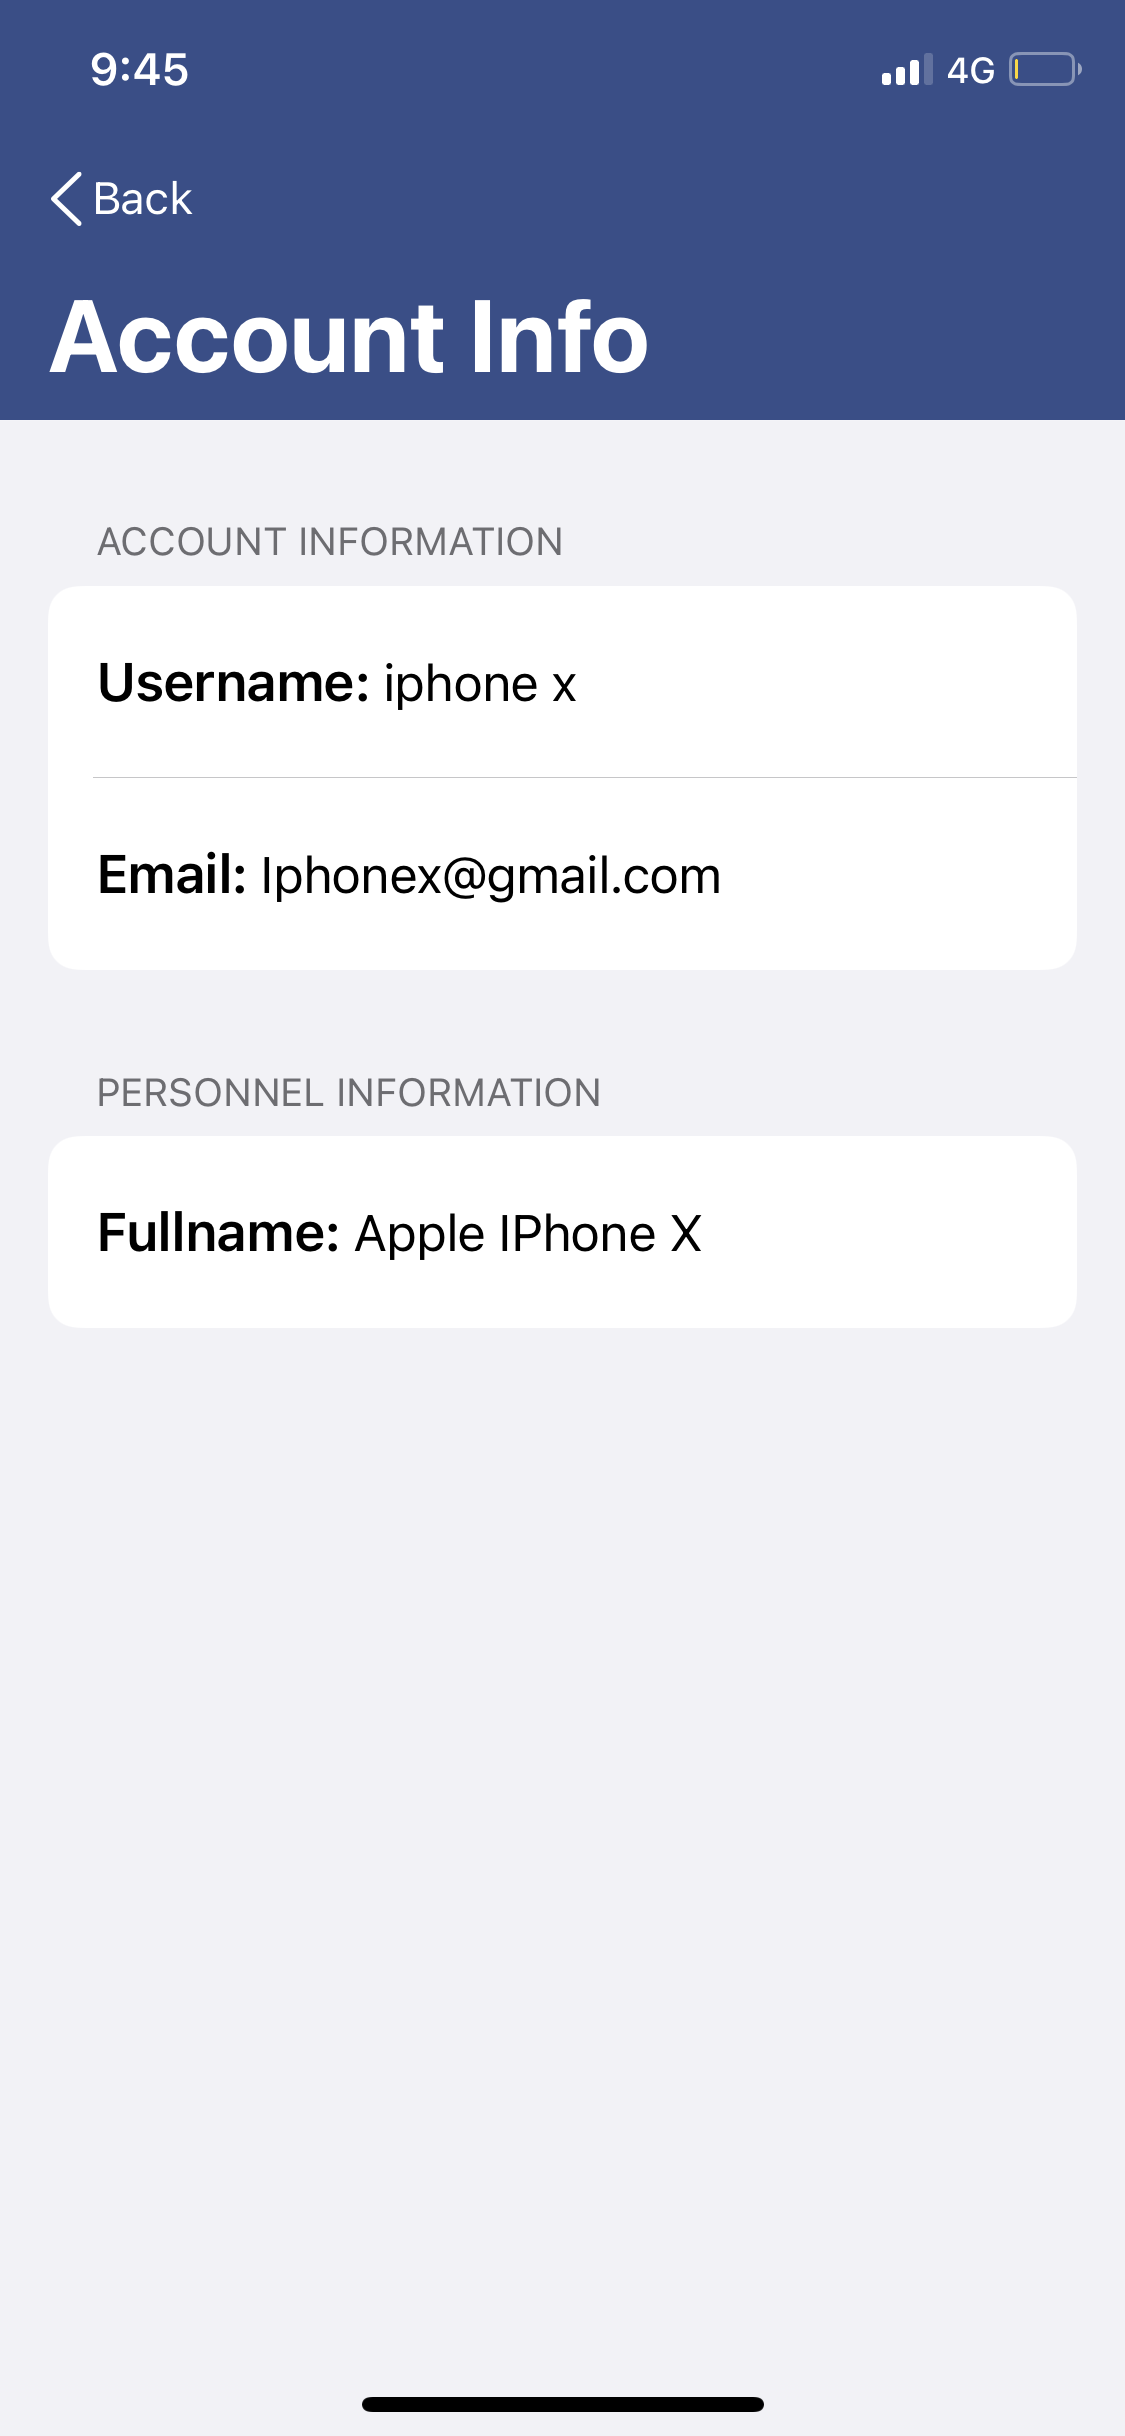 9:45
4G
Back
Account Info
ACCOUNT INFORMATION
Username: iphone x
Email: Iphonex@gmail.com
PERSONNEL INFORMATION
Fullname: Apple IPhone X